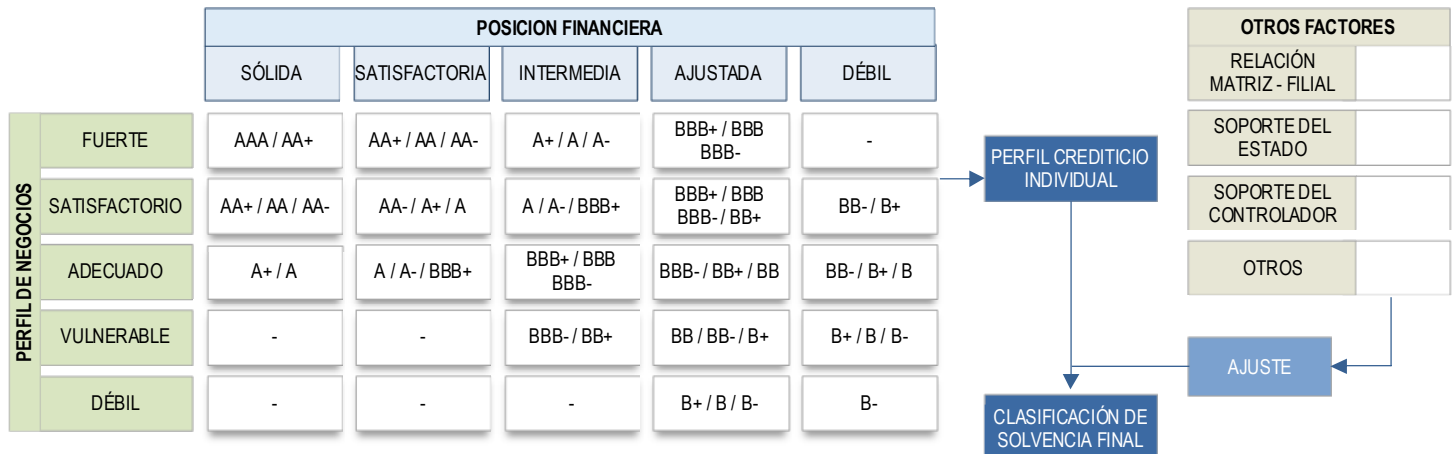 POSICION FINANCIERA
SÓLIDA
SATISFACTORIA
INTERMEDIA
AJUSTADA
DÉBIL
PERFIL DE NEGOCIOS
FUERTE
AAA / AA+
AA+ / AA / AA-
A+ / A / A-
BBB+ / BBB
BBB-
-
SATISFACTORIO
AA+ / AA / AA-
AA- / A+ / A
A / A- / BBB+
BBB+ / BBB
BBB- / BB+
BB- / B+
ADECUADO
A+ / A
A / A- / BBB+
BBB+ / BBB
BBB-
BBB- / BB+ / BB
BB- / B+ / B
VULNERABLE
-
-
BBB- / BB+
BB / BB- / B+
B+ / B / B-
DÉBIL
-
-
-
B+ / B / B-
B-
PERFIL CREDITICIO
INDIVIDUAL
CLASIFICACIÓN DE
SOLVENCIA FINAL
OTROS FACTORES
RELACIÓN
MATRIZ - FILIAL
SOPORTE DEL
ESTADO
SOPORTE DEL
CONTROLADOR
OTROS
AJUSTE